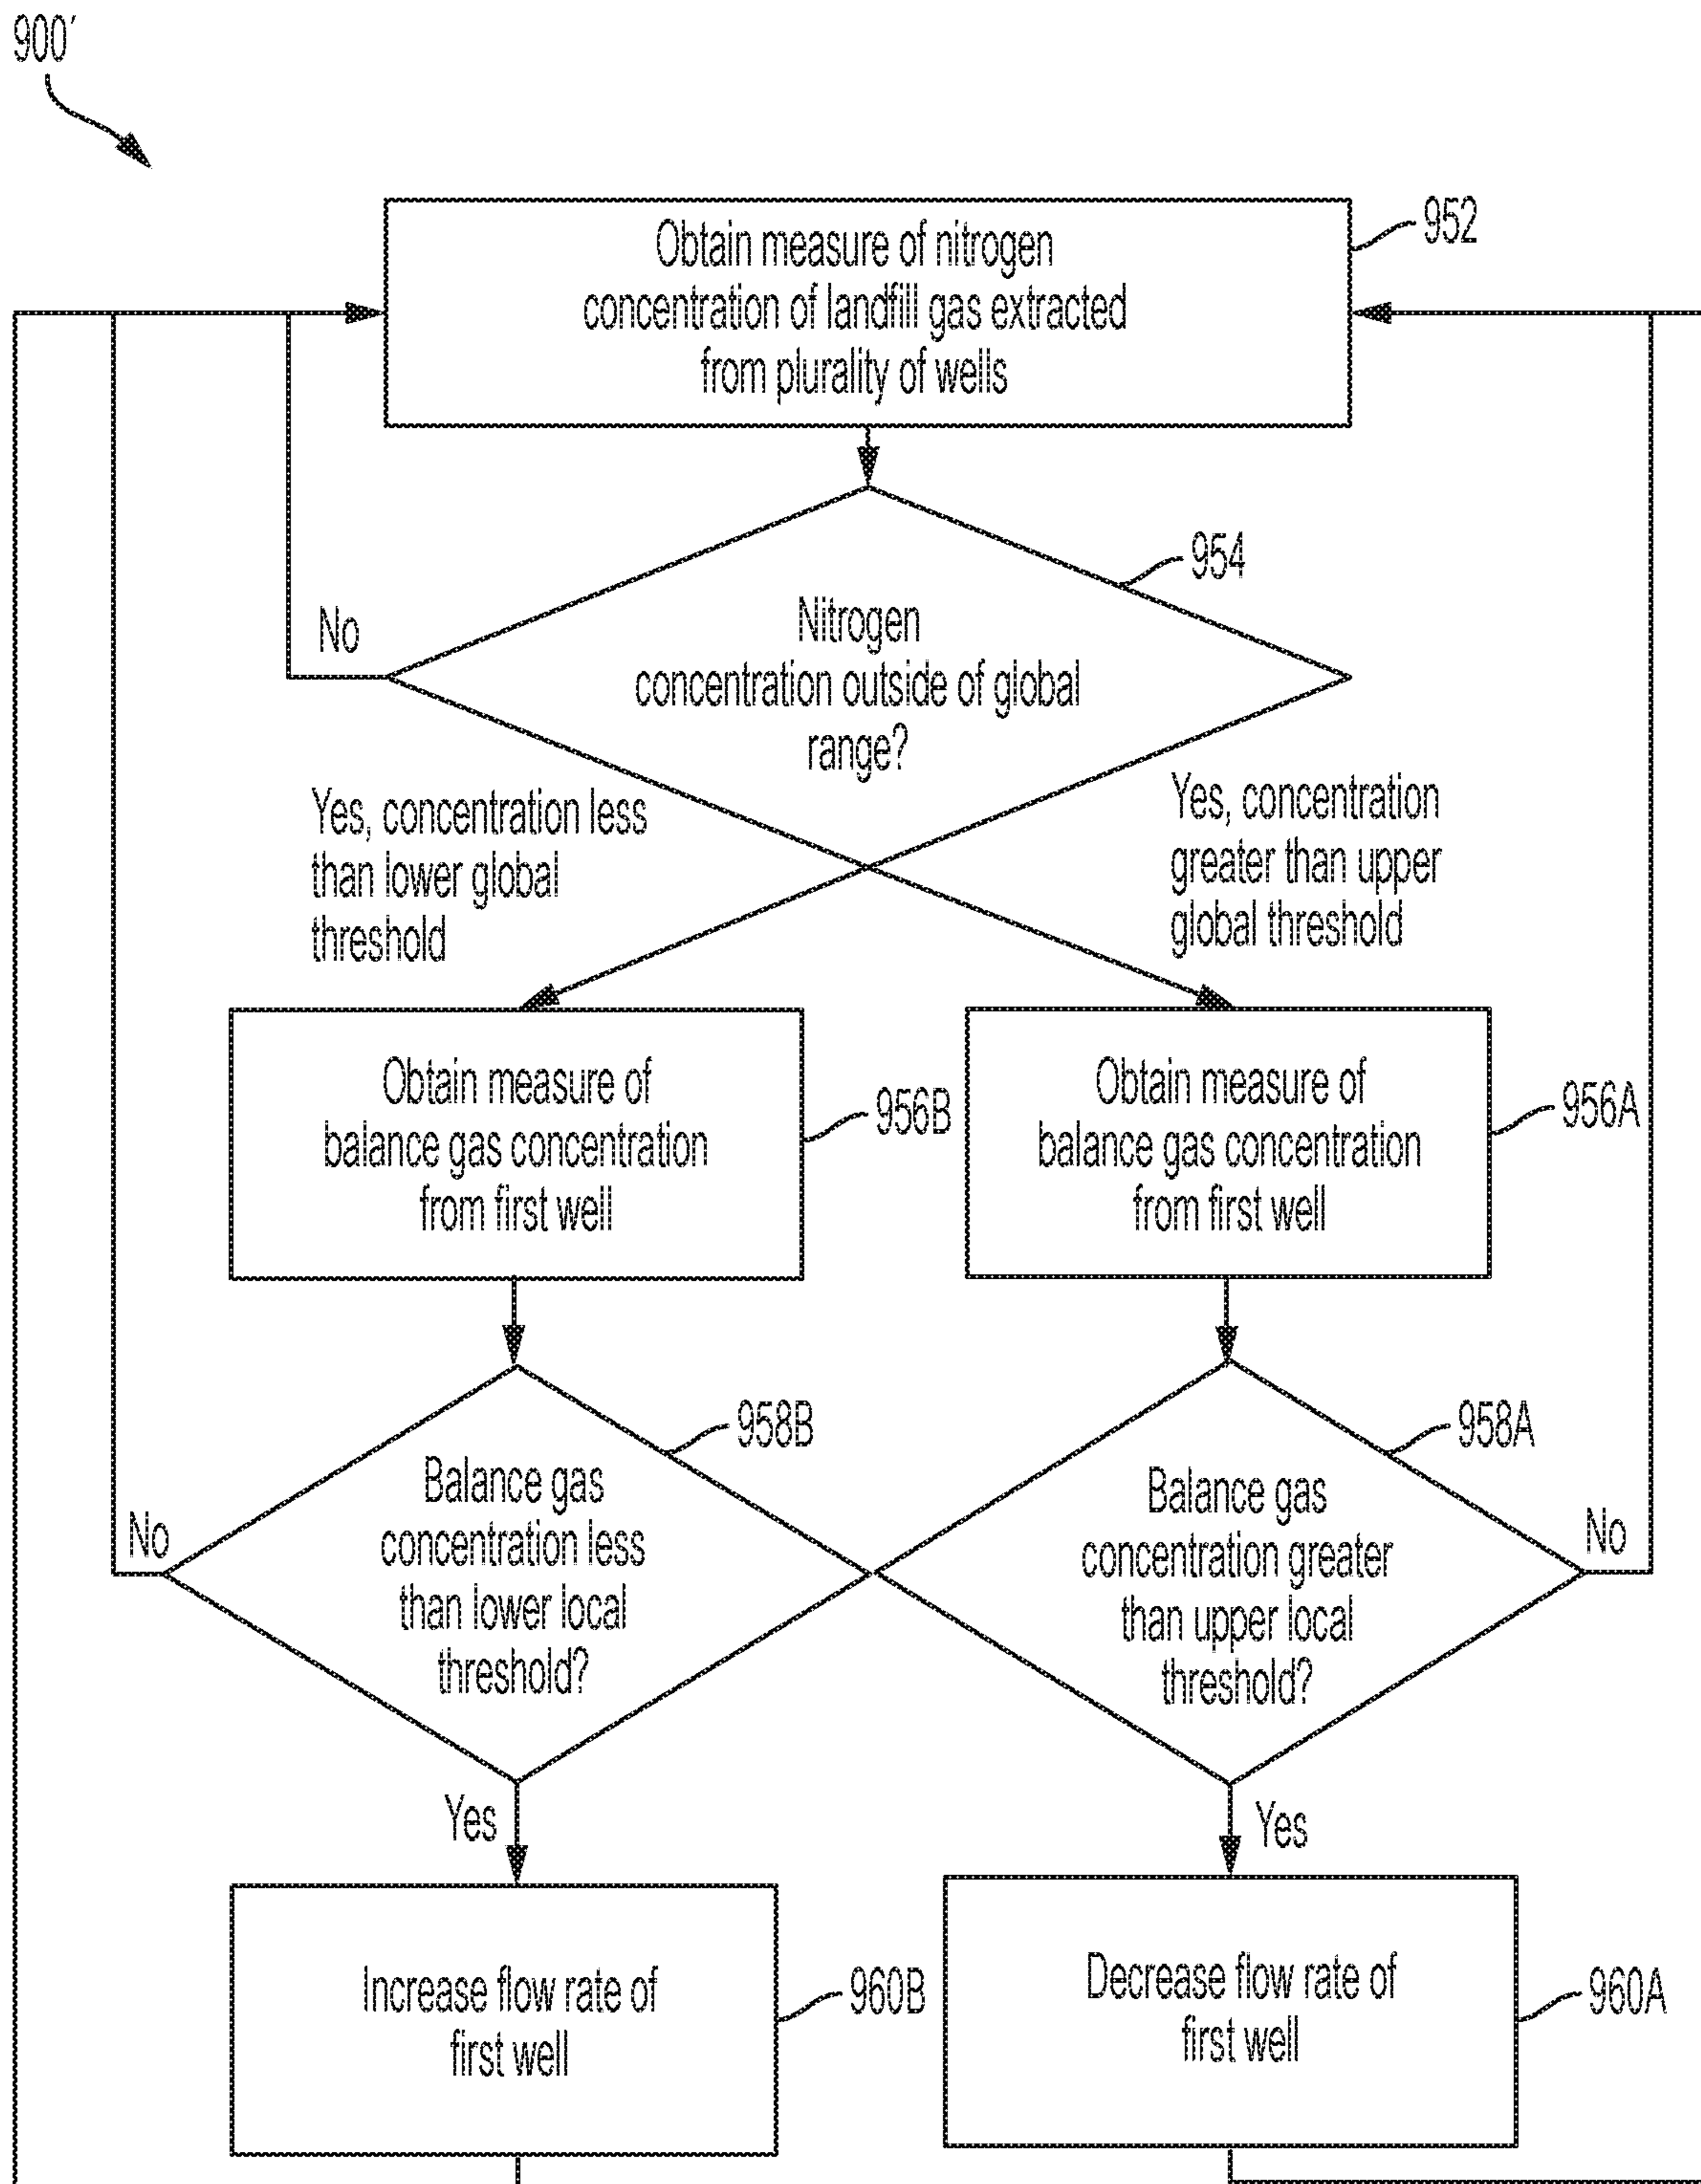 900'
952
Obtain measure of nitrogen
concentration of landfill gas extracted
from plurality of wells
954
No
Nitrogen
concentration outside of global
range?
Yes, concentration less
than lower global
threshold
Yes, concentration
greater than upper
global threshold
Obtain measure of
balance gas concentration
from first well
956B
Obtain measure of
balance gas concentration
from first well
956A
958B
Balance gas
concentration less
than lower local
threshold?
No
958A
Balance gas
concentration greater
than upper local
threshold?
No
Yes
Yes
Increase flow rate of
first well
960B
Decrease flow rate of
first well
960A